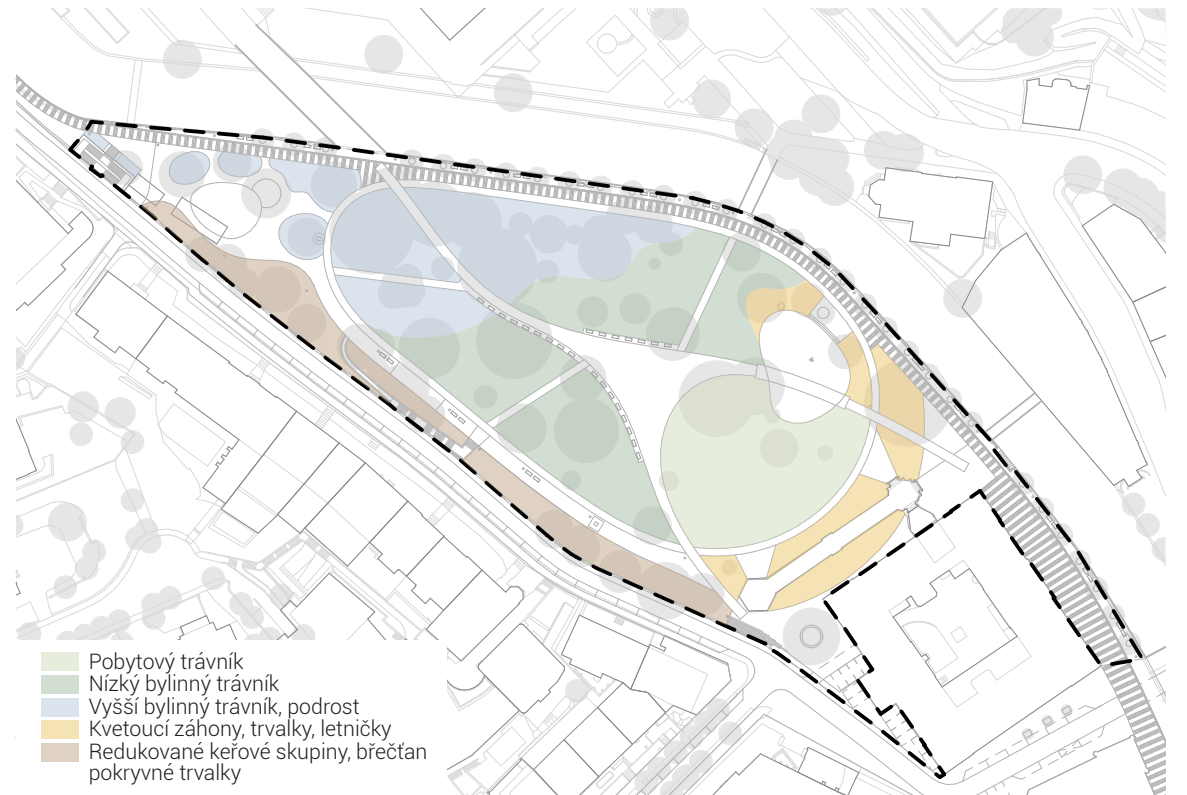 Pobytový trávník
Nízký bylinný trávník
Vyšší bylinný trávník, podrost
Kvetoucí záhony, trvalky, letničky
Redukované keřové skupiny, břečťan
pokryvné trvalky